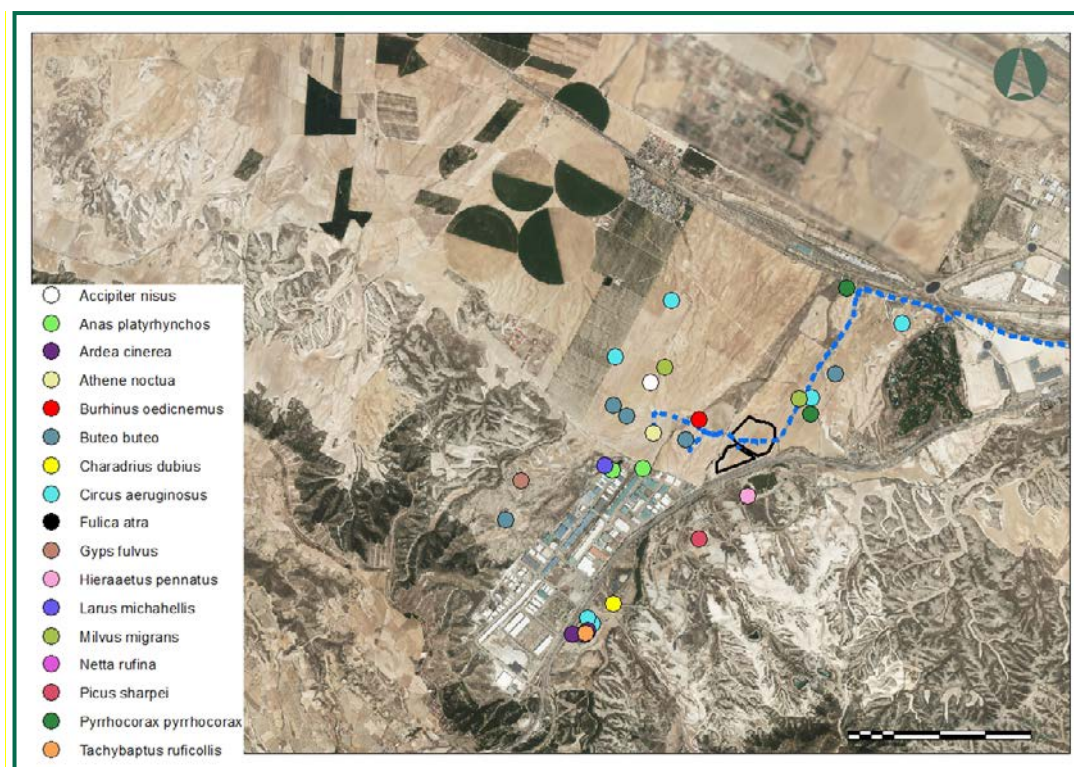 Accipiter nisus
Anas platyrhynchos
Ardea cinerea
Athene noctua
Burhinus oedicnemus
Buteo buteo
Charadrius dubius
Circus aeruginosus
Fulica atra
Gyps fulvus
Hieraaetus pennatus
Larus michahellis
Milvus migrans
Netta rufina
Picus sharpei
Pyrrhocorax pyrrhocorax
Tachybaptus ruficollis